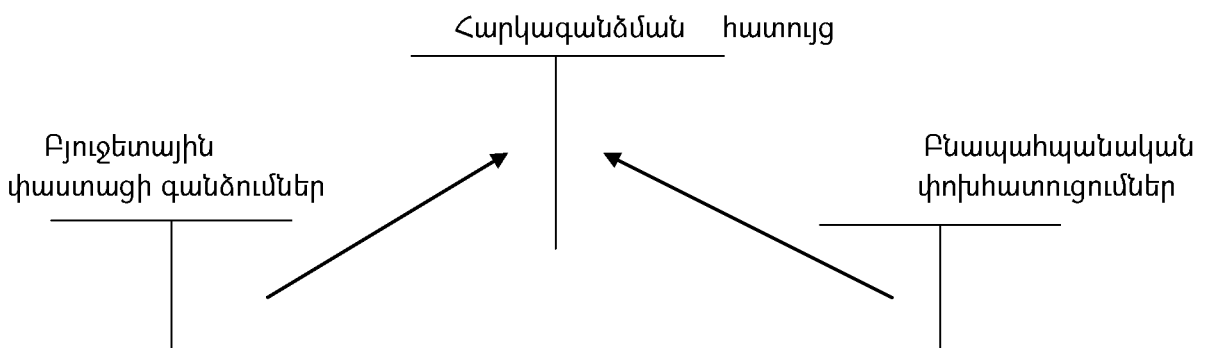 Հարկագանձման հատույց
Բյուջետային
փաստացի գանձումներ
Բնապահպանական
փոխհատուցումներ